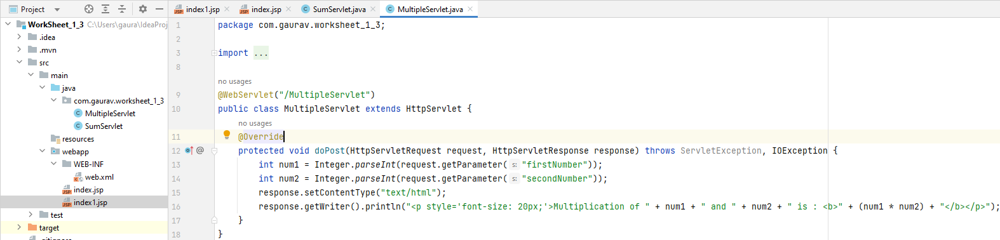 Project
index1.jsp
index.jsp
SumServlet.java
MultipleServlet.java
WorkSheet_1_3 C:\Users\gaura\IdeaProj
.idea
.mvn
src
main
java
com.gaurav.worksheet_1_3
MultipleServlet
SumServlet
resources
webapp
WEB-INF
web.xml
index.jsp
index1.jsp
test
target
.gitignore
1 package com.gaurav.worksheet_1_3;
2
3 import ...
8
no usages
9 @WebServlet("/MultipleServlet")
10 public class MultipleServlet extends HttpServlet {
no usages
11 @Override
12 protected void doPost(HttpServletRequest request, HttpServletResponse response) throws ServletException, IOException {
13 int num1 = Integer.parseInt(request.getParameter( s: "firstNumber"));
14 int num2 = Integer.parseInt(request.getParameter( s: "secondNumber"));
15 response.setContentType("text/html");
16 response.getWriter().println("<p style='font-size: 20px;'>Multiplication of " + num1 + " and " + num2 + " is : <b>" + (num1 * num2) + "</b></p>");
17 }
18 }